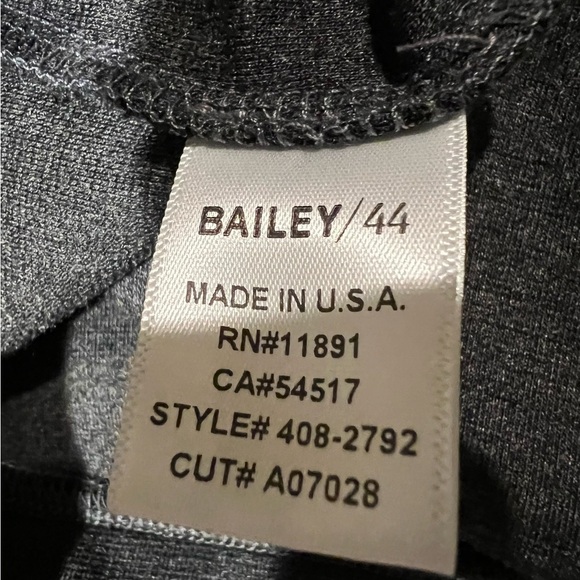 BAILEY/44
MADE IN U.S.A.
RN#11891
CA#54517
STYLE# 408-2792
CUT# A07028